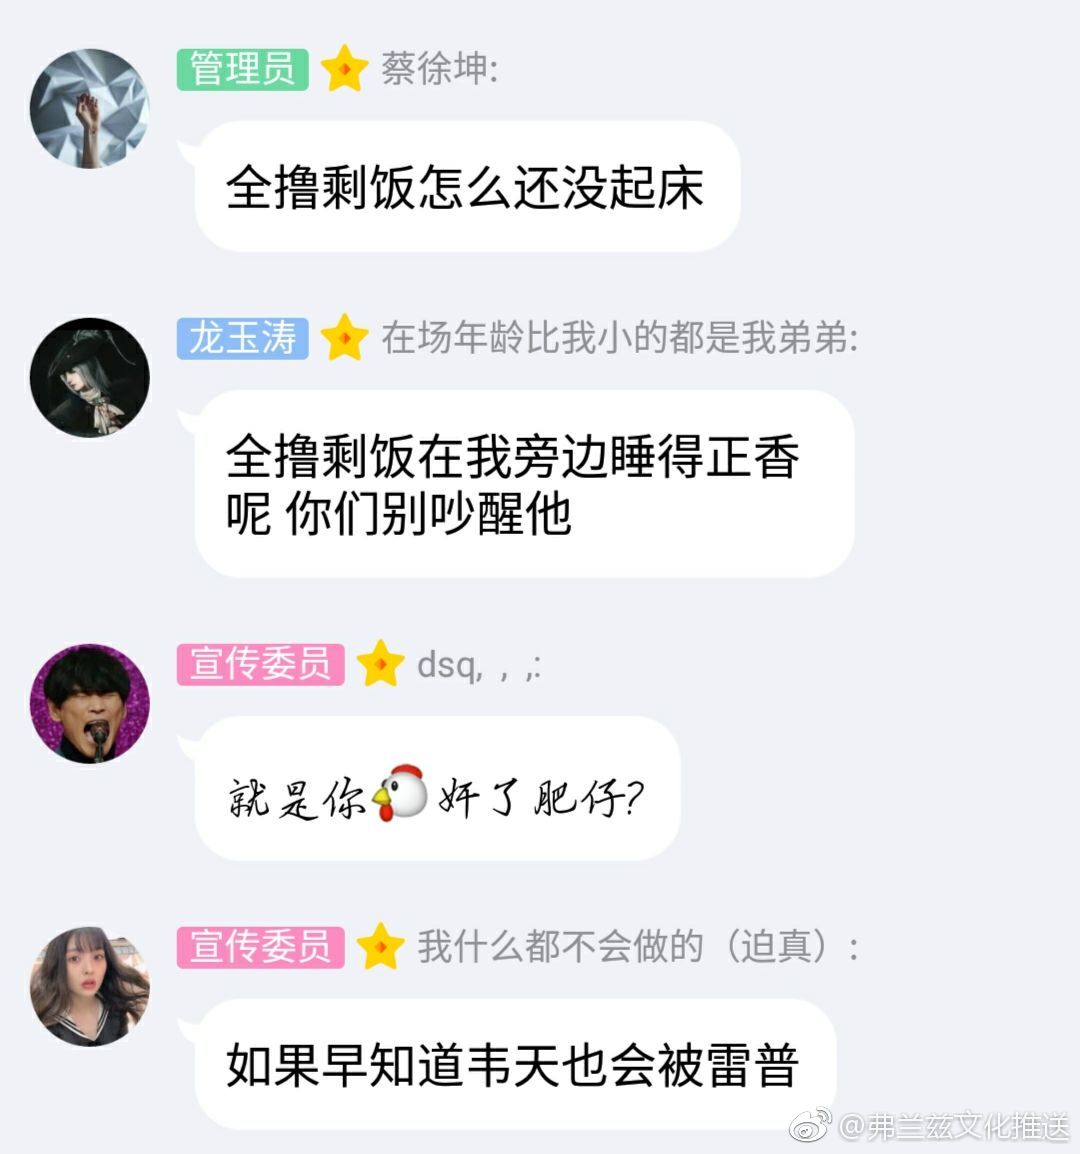 管理员 蔡徐坤:
全撸剩饭怎么还没起床
龙玉涛 在场年龄比我小的都是我弟弟:
全撸剩饭在我旁边睡得正香
呢 你们别吵醒他
宣传委员 dsq, , ,:
就是你🐔奸了肥仔?
宣传委员 我什么都不会做的（迫真）:
如果早知道韦天也会被雷普
@弗兰兹文化推送